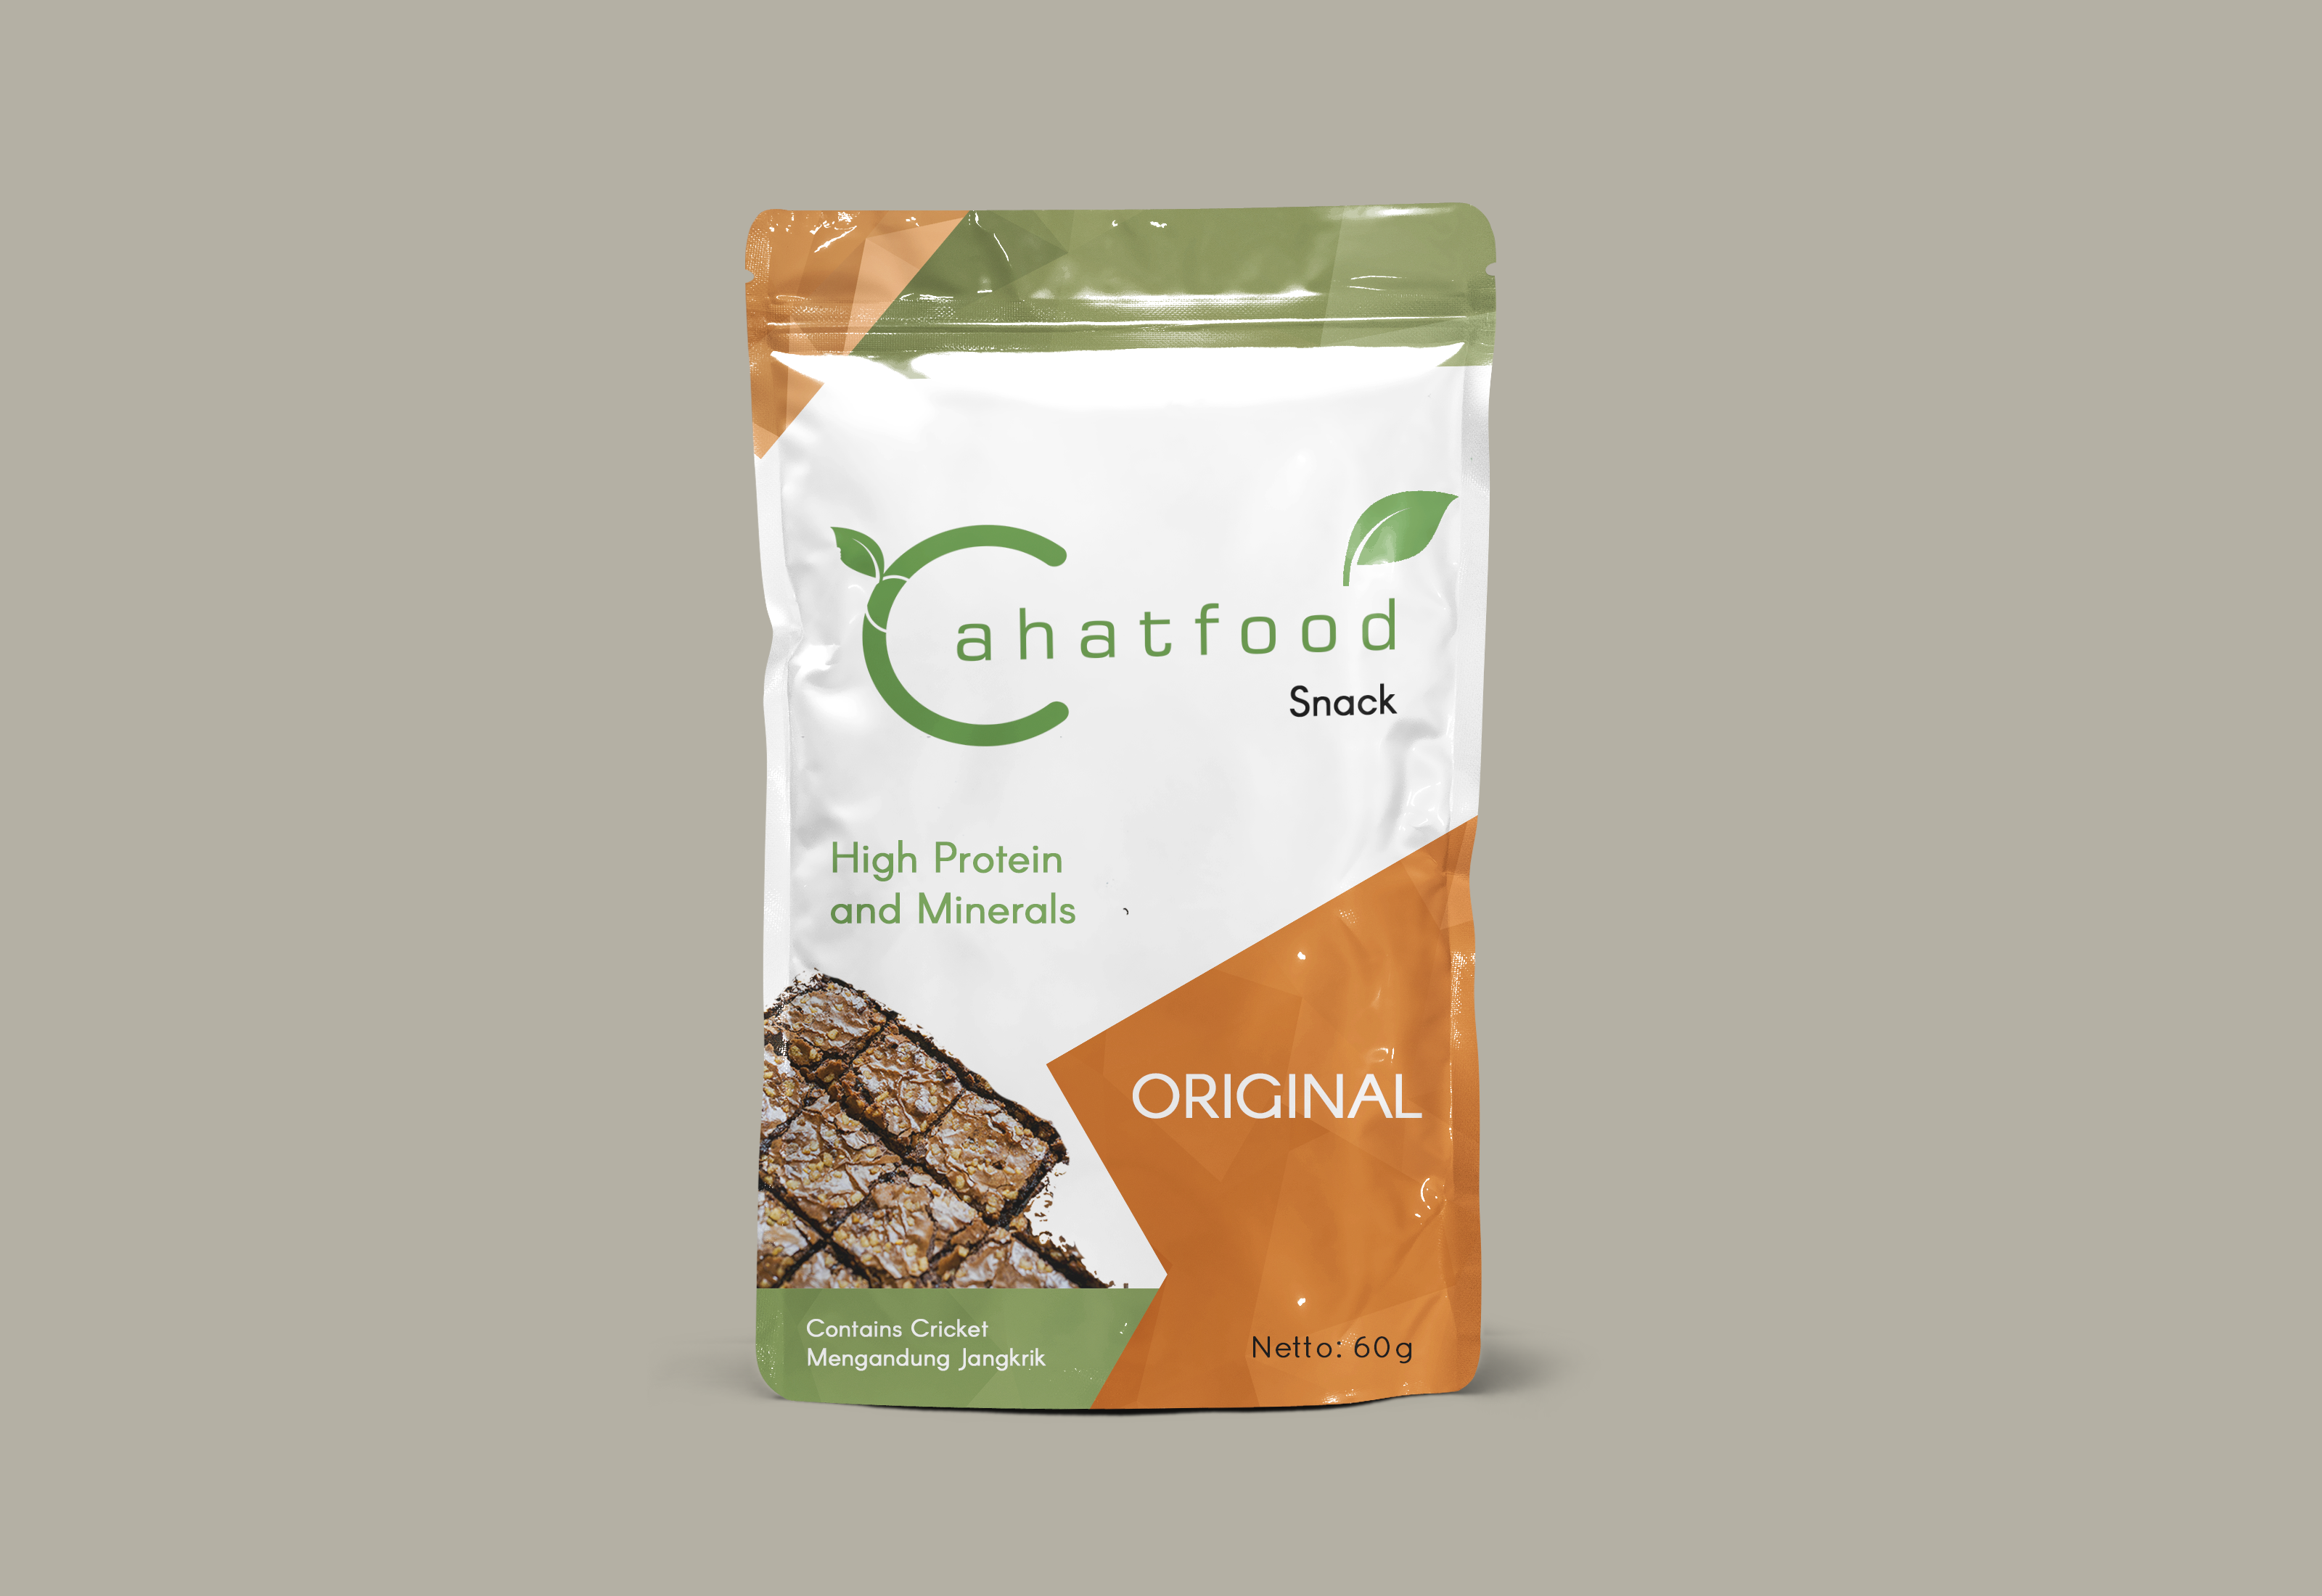 Cahatfood
Snack
High Protein
and Minerals
ORIGINAL
Contains Cricket
Mengandung Jangkrik
Netto: 60g